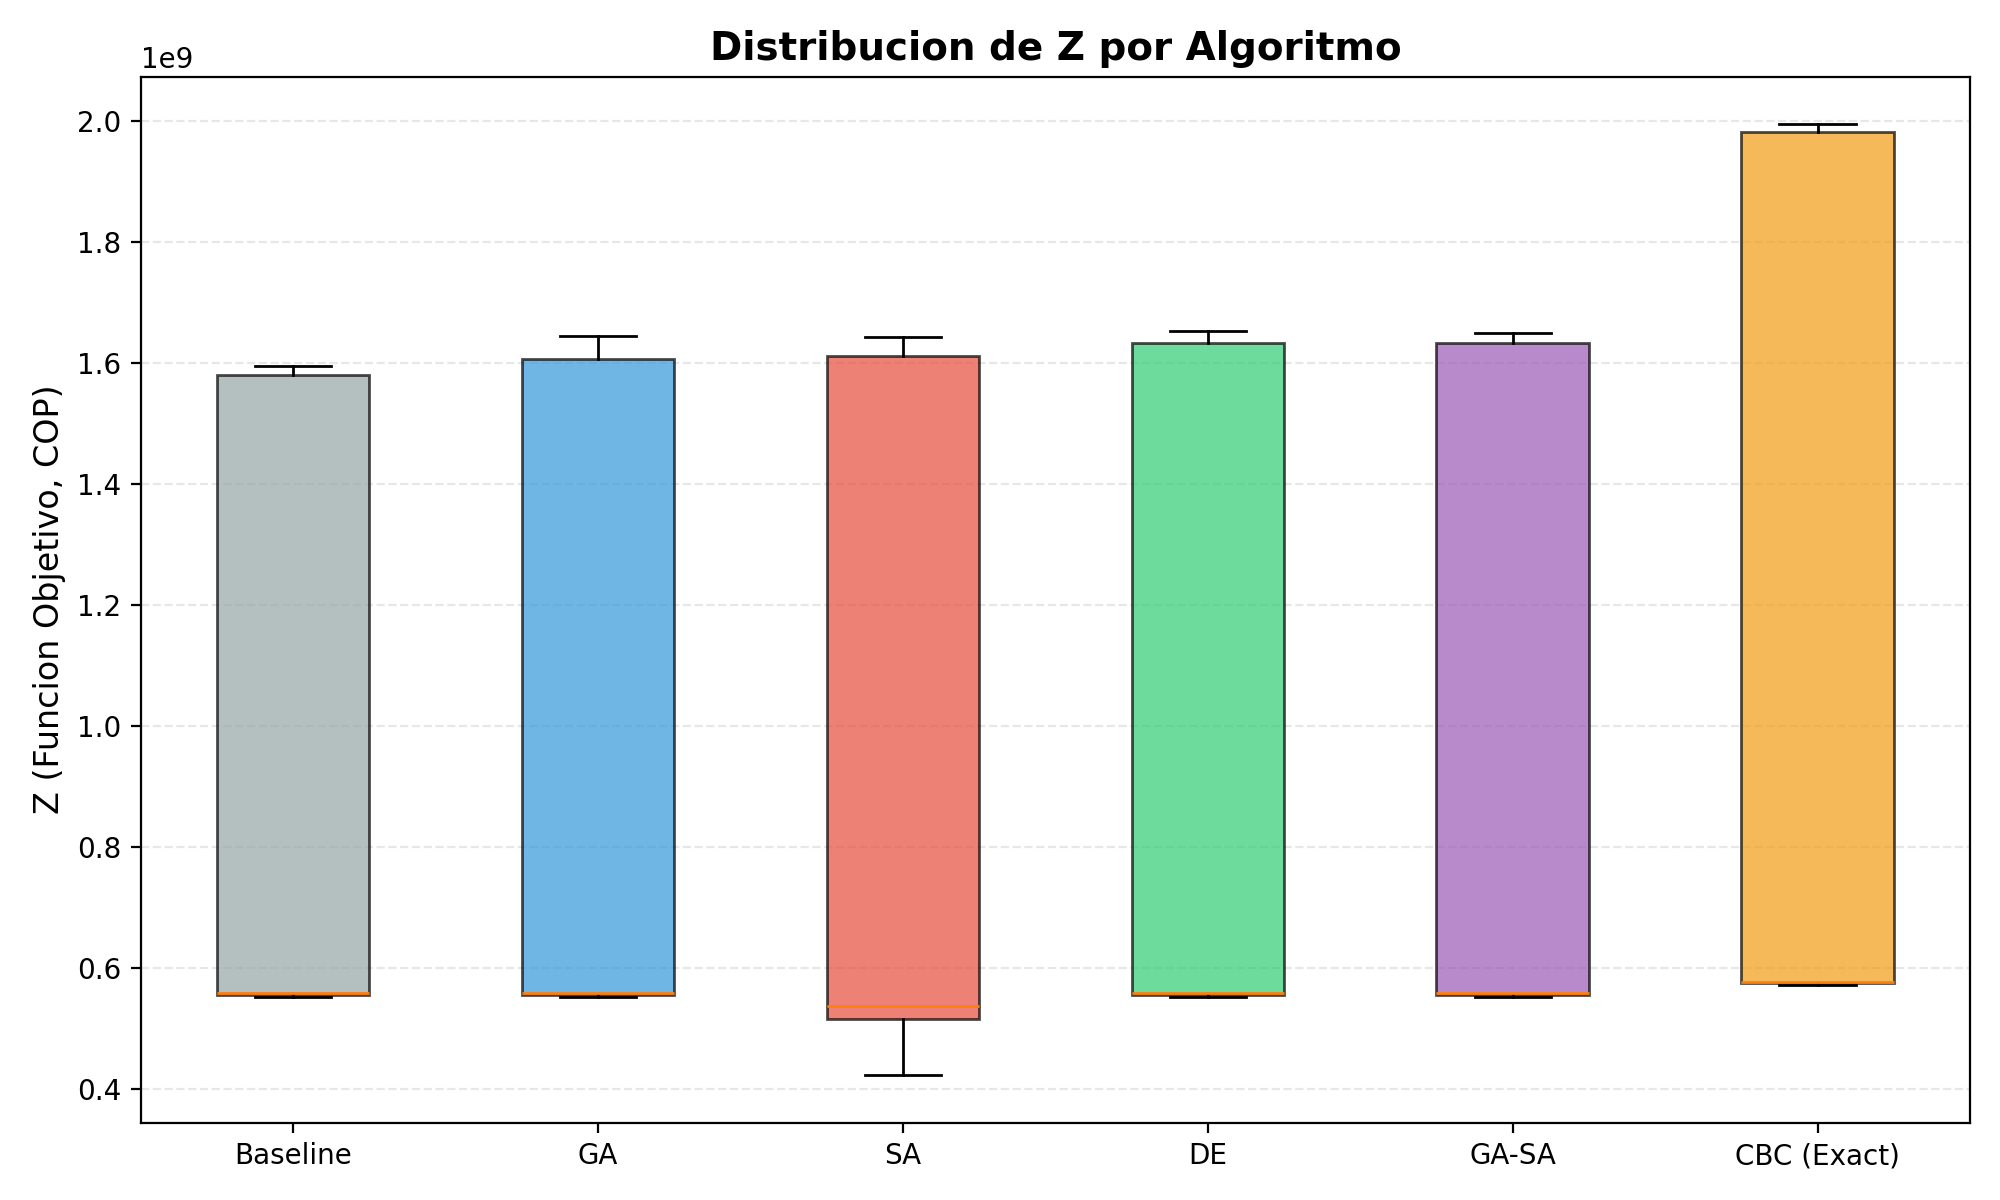 Distribucion de Z por Algoritmo
1e9
Z (Funcion Objetivo, COP)
2.0
1.8
1.6
1.4
1.2
1.0
0.8
0.6
0.4
Baseline GA SA DE GA-SA CBC (Exact)